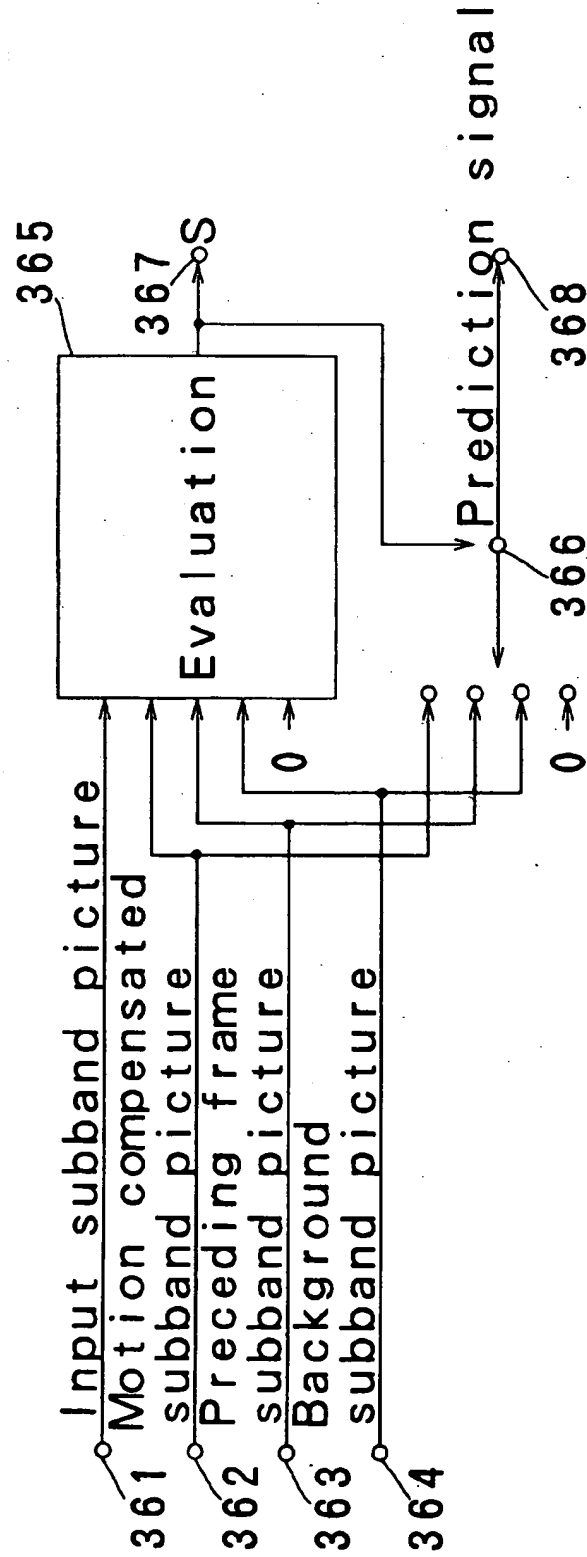 Input subband picture
361
Motion compensated
subband picture
362
Preceding frame
subband picture
363
Background
subband picture
364
365
Evaluation
0
367
S
366
0
Prediction signal
368